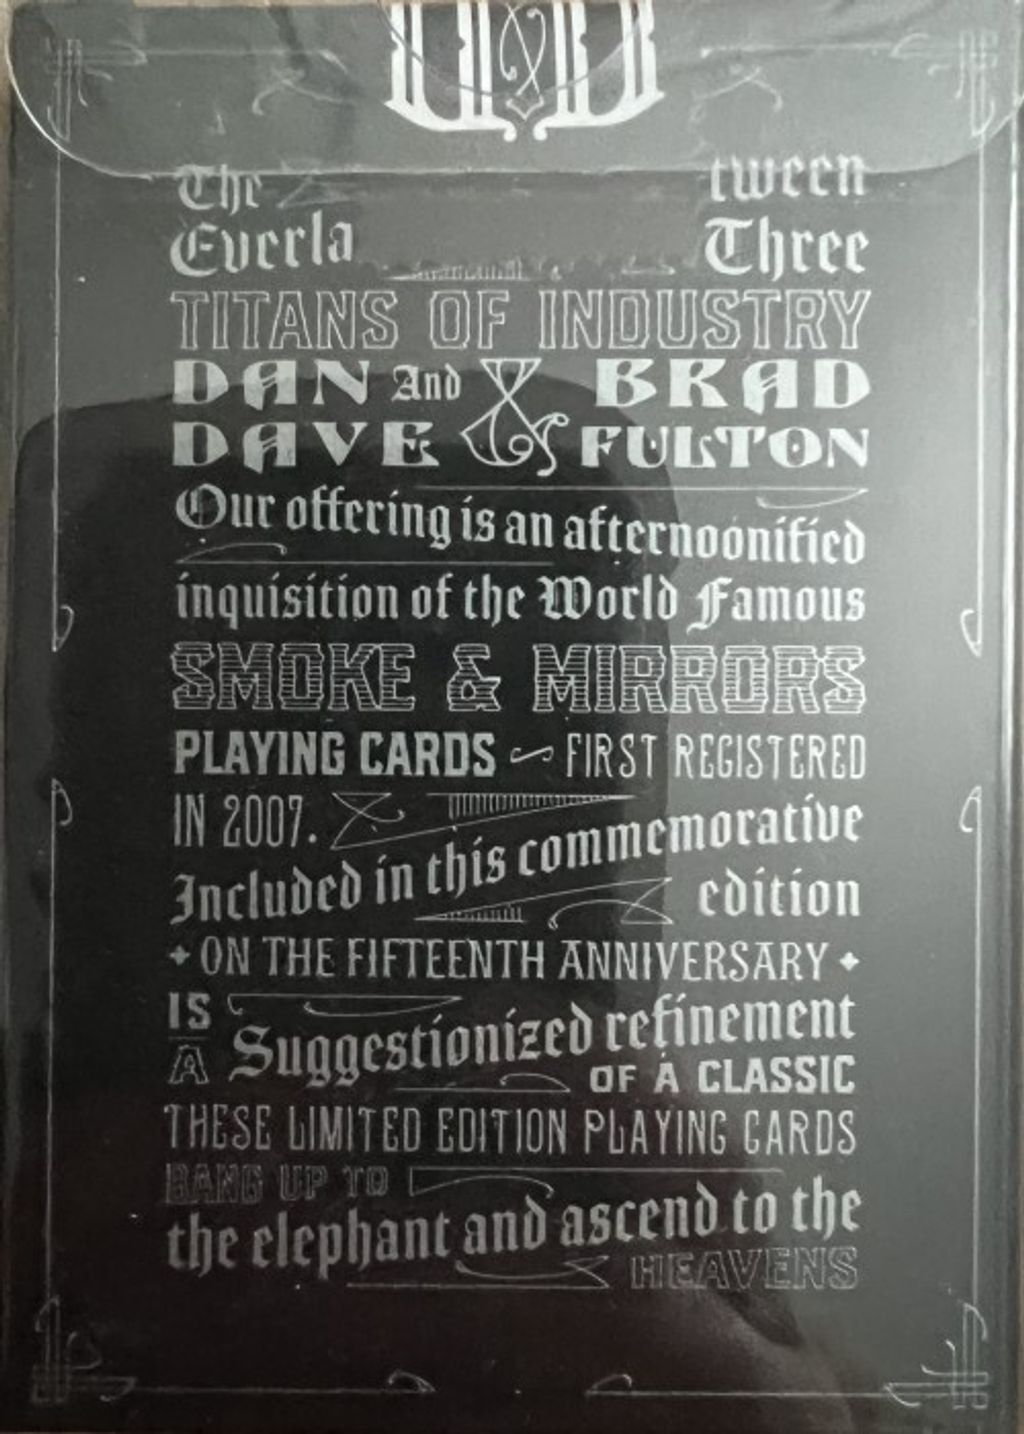 The tween
Everla Three
TITANS OF INDUSTRY
DAN And & BRAD
DAVE FULTON
Our offering is an afternoonified
inquisition of the World Famous
SMOKE & MIRRORS
PLAYING CARDS ~ FIRST REGISTERED
IN 2007.
Included in this commemorative
edition
ON THE FIFTEENTH ANNIVERSARY
IS
A Suggestionized refinement
OF A CLASSIC
THESE LIMITED EDITION PLAYING CARDS
BANG UP TO
the elephant and ascend to the
HEAVENS